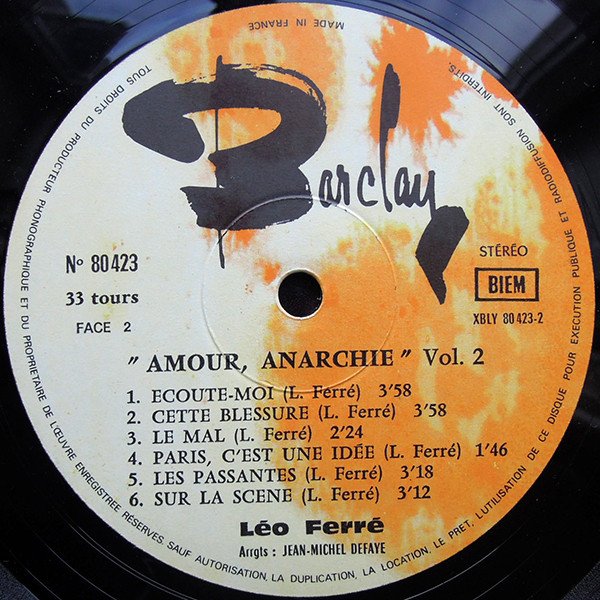 MADE IN FRANCE
TOUS DROITS DU PRODUCTEUR PHONOGRAPHIQUE ET DU PROPRIETAIRE DE L'ŒUVRE ENREGISTREE RÉSERVES. SAUF AUTORISATION, LA DUPLICATION, LA LOCATION, LE PRET, L'UTILISATION DE CE DISQUE POUR EXECUTION PUBLIQUE ET RADIODIFFUSION SONT INTERDITS.
Barclay
No 80423
33 tours
FACE 2
STÉRÉO
BIEM
XBLY 80 423-2
" AMOUR, ANARCHIE " Vol. 2
1. ECOUTE-MOI (L. Ferré) 3'58
2. CETTE BLESSURE (L. Ferré) 3'58
3. LE MAL (L. Ferré) 2'24
4. PARIS, C'EST UNE IDÉE (L. Ferré) 1'46
5. LES PASSANTES (L. Ferré) 3'18
6. SUR LA SCENE (L. Ferré) 3'12
Léo Ferré
Arrgts : JEAN-MICHEL DEFAYE